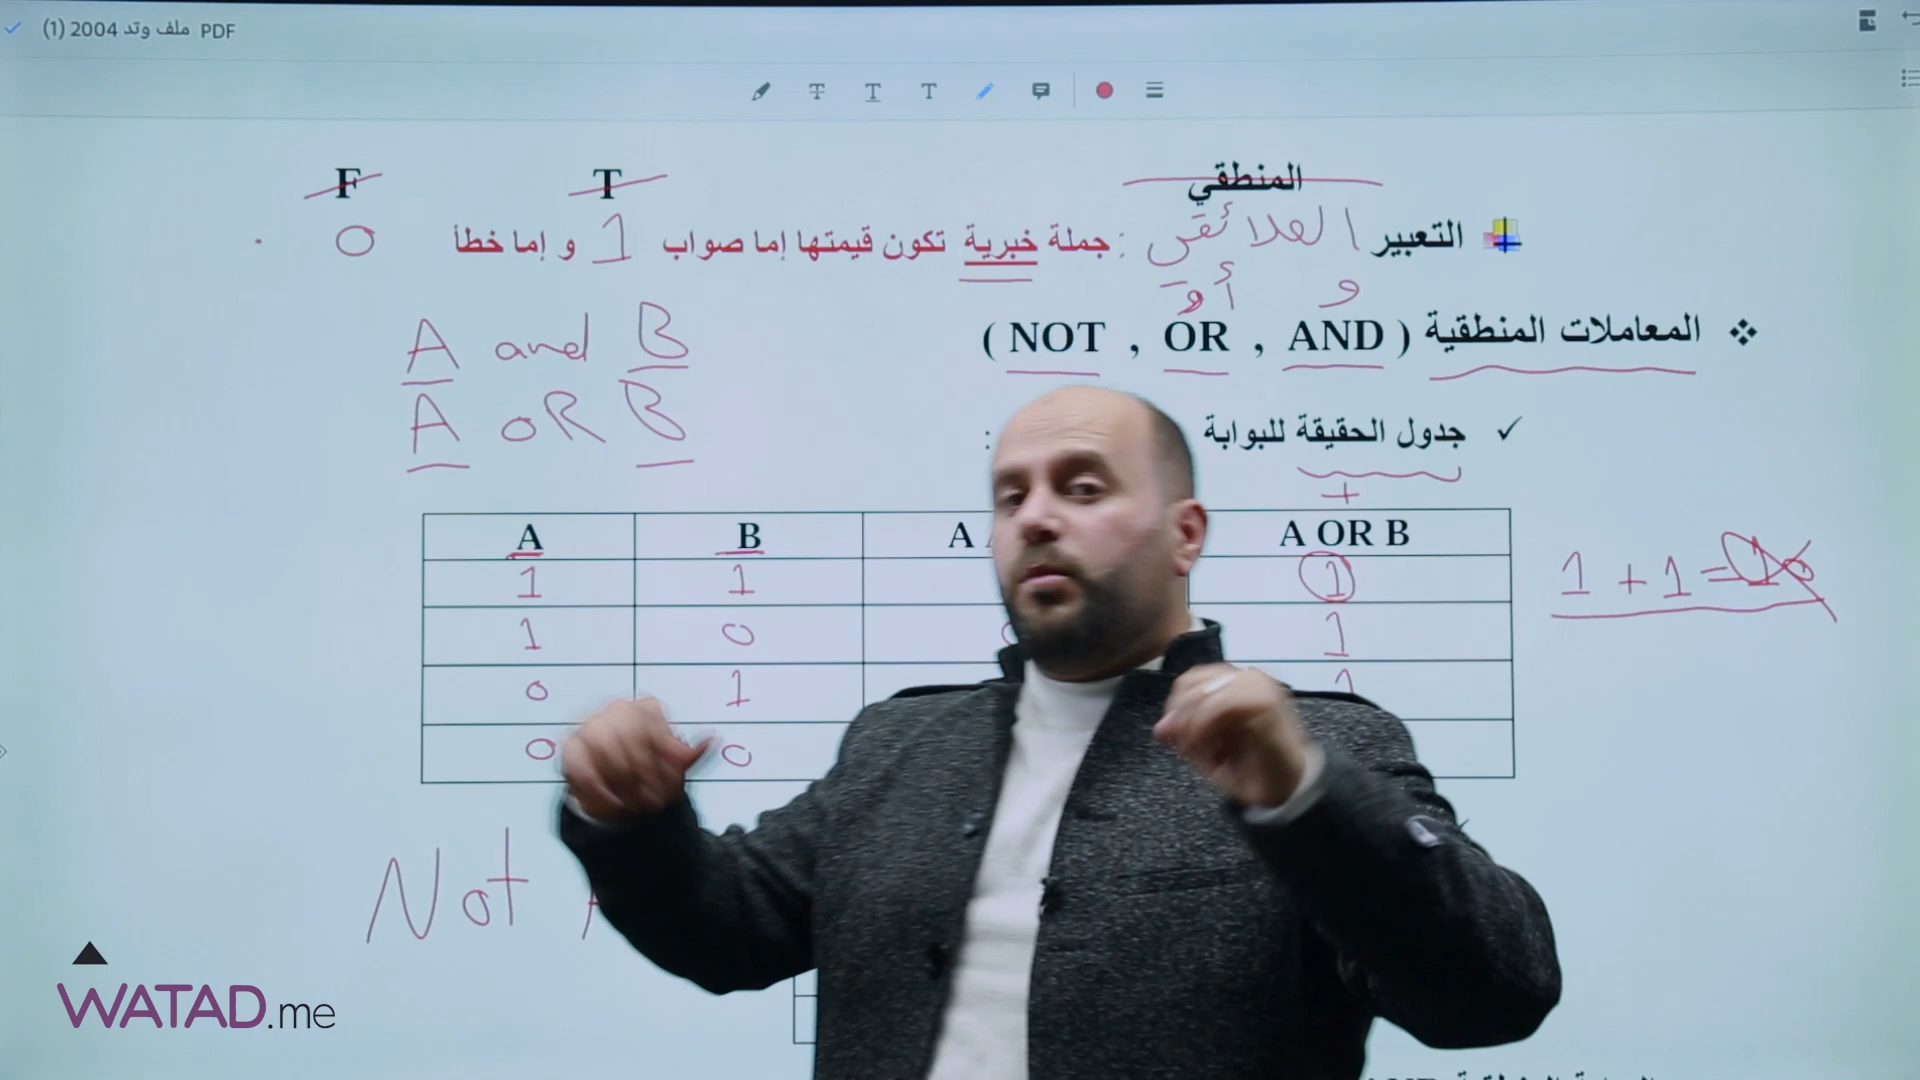 PDF ملف وتد 2004 (1)
المنطقي T F
التعبير العلائقي : جملة خبرية تكون قيمتها إما صواب 1 و إما خطأ 0
و أو
المعاملات المنطقية ( NOT , OR , AND )
A and B
A OR B
جدول الحقيقة للبوابة :
+
A B A A OR B
1 1 1
1 0 1
0 1 1
0 0
1 + 1 =
Not
WATAD.me